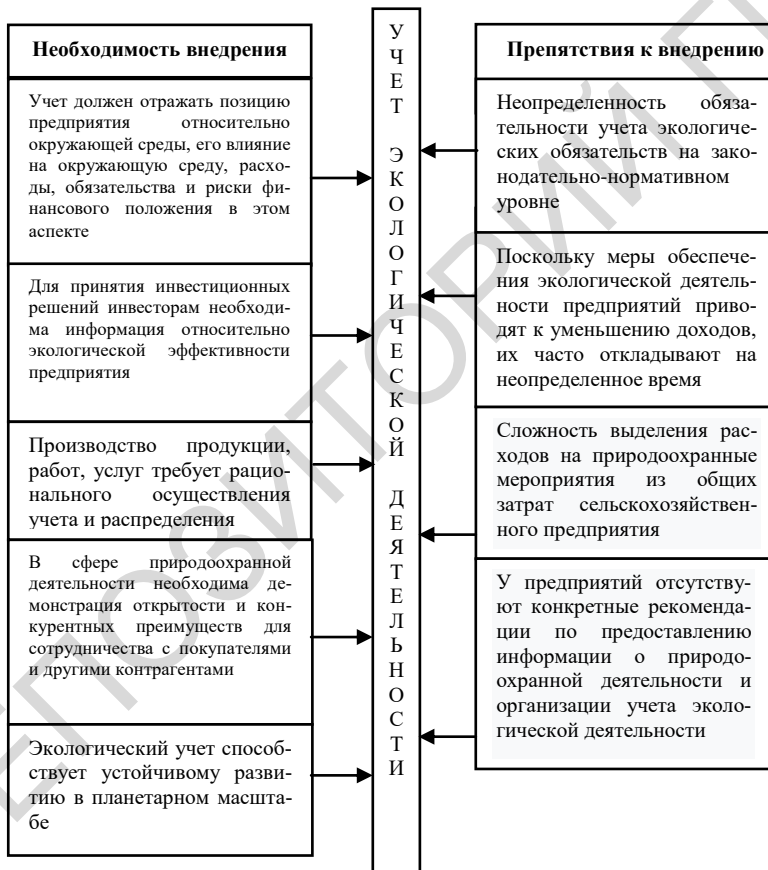 Необходимость внедрения
Учет должен отражать позицию
предприятия относительно
окружающей среды, его влияние
на окружающую среду, расхо-
ды, обязательства и риски фи-
нансового положения в этом
аспекте
Для принятия инвестиционных
решений инвесторам необходи-
ма информация относительно
экологической эффективности
предприятия
Производство продукции,
работ, услуг требует рацио-
нального осуществления
учета и распределения
В сфере природоохранной
деятельности необходима де-
монстрация открытости и кон-
курентных преимуществ для
сотрудничества с покупателями
и другими контрагентами
Экологический учет способ-
ствует устойчивому разви-
тию в планетарном масшта-
бе
У
Ч
Е
Т
Э
К
О
Л
О
Г
И
Ч
Е
С
К
О
Й
Д
Е
Я
Т
Е
Л
Ь
Н
О
С
Т
И
Препятствия к внедрению
Неопределенность обяза-
тельности учета экологиче-
ских обязательств на зако-
нодательно-нормативном
уровне
Поскольку меры обеспече-
ния экологической деятель-
ности предприятий приво-
дят к уменьшению доходов,
их часто откладывают на
неопределенное время
Сложность выделения рас-
ходов на природоохранные
мероприятия из общих
затрат сельскохозяйствен-
ного предприятия
У предприятий отсутству-
ют конкретные рекоменда-
ции по предоставлению
информации о природо-
охранной деятельности и
организации учета эколо-
гической деятельности
ЕПОЗИТОРИЙ П